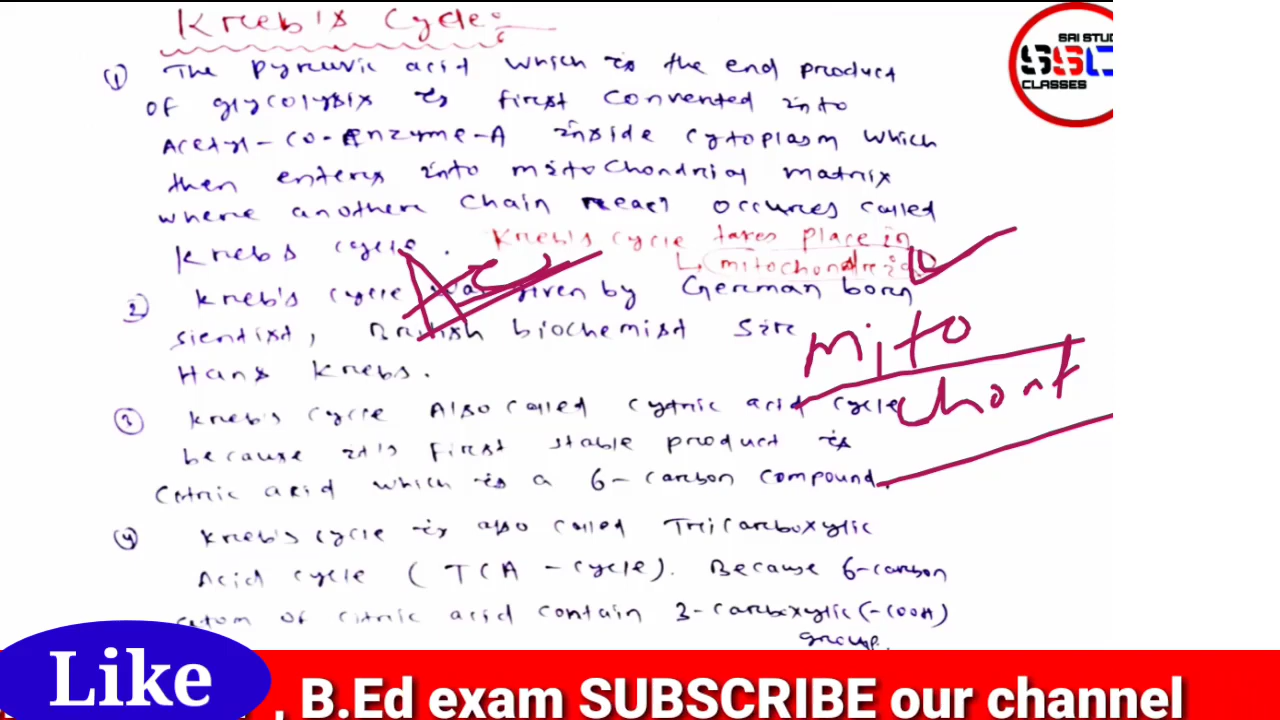 Kreb's Cycle:
SAI STUD
SSC
CLASSES
① The pyruvic acid which is the end product
of glycolysis is first converted into
Acetyl-Co-Enzyme-A inside cytoplasm which
then enters into mitochondrial matrix
where another chain react occures called
Kreb's cycle. Kreb's cycle takes place in
mitochondria
② Kreb's cycle was given by German born
sientist, British biochemist Sir
Hans Krebs.
mito
chond
③ Kreb's cycle Also called cytric acid cycle
because it's first stable product is
citric acid which is a 6-carbon compound.
④ Kreb's cycle is also called Tricarboxylic
Acid cycle (TCA-cycle). Because 6-carbon
atom of citric acid contain 3-carboxylic (-COOH)
group.
Like
, B.Ed exam SUBSCRIBE our channel